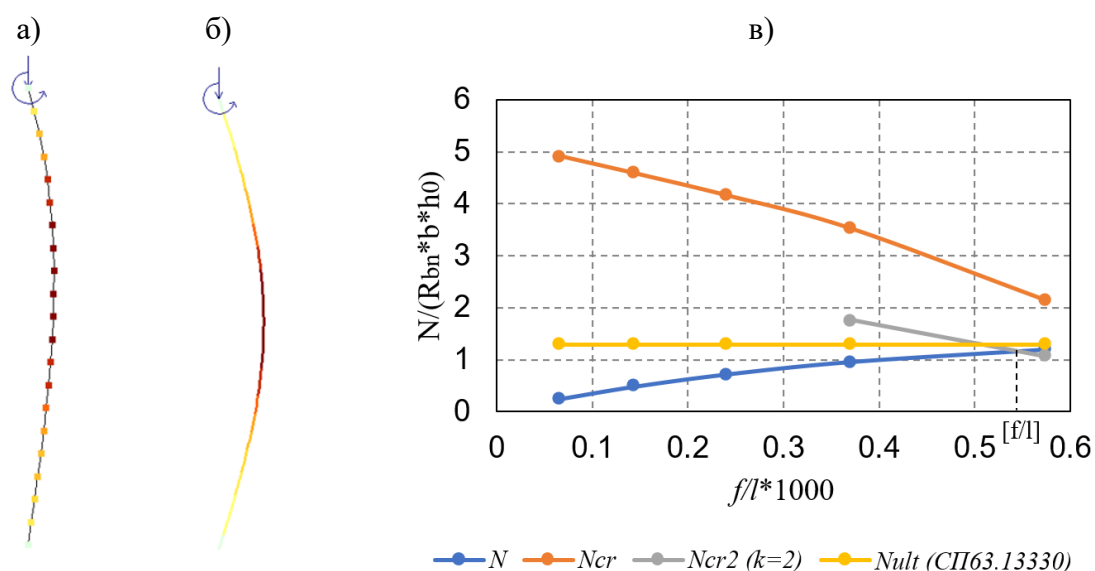 а)
б)
в)
N/(Rbn*b*h0)
6
5
4
3
2
1
0
0 0.1 0.2 0.3 0.4 0.5 0.6
[f/l]
f/l*1000
N Ncr Ncr2 (k=2) Nult (СП63.13330)